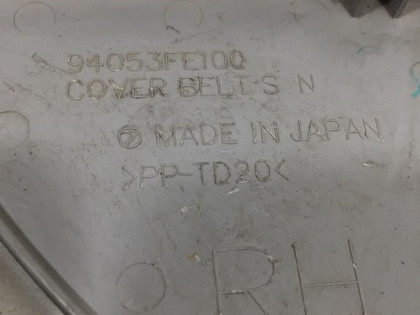 94053FE100
COVER BELT-S N
MADE IN JAPAN
>PP-TD20<
RH